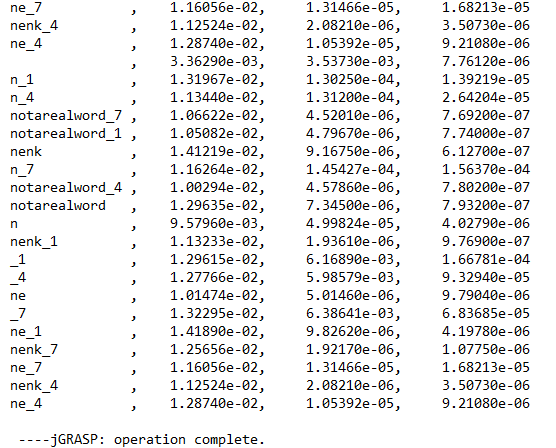 ne_7 , 1.16056e-02, 1.31466e-05, 1.68213e-05
nenk_4 , 1.12524e-02, 2.08210e-06, 3.50730e-06
ne_4 , 1.28740e-02, 1.05392e-05, 9.21080e-06
, 3.36290e-03, 3.53730e-03, 7.76120e-06
n_1 , 1.31967e-02, 1.30250e-04, 1.39219e-05
n_4 , 1.13440e-02, 1.31200e-04, 2.64204e-05
notarealword_7 , 1.06622e-02, 4.52010e-06, 7.69200e-07
notarealword_1 , 1.05082e-02, 4.79670e-06, 7.74000e-07
nenk , 1.41219e-02, 9.16750e-06, 6.12700e-07
n_7 , 1.16264e-02, 1.45427e-04, 1.56370e-04
notarealword_4 , 1.00294e-02, 4.57860e-06, 7.80200e-07
notarealword , 1.29635e-02, 7.34500e-06, 7.93200e-07
n , 9.57960e-03, 4.99824e-05, 4.02790e-06
nenk_1 , 1.13233e-02, 1.93610e-06, 9.76900e-07
_1 , 1.29615e-02, 6.16890e-03, 1.66781e-04
_4 , 1.27766e-02, 5.98579e-03, 9.32940e-05
ne , 1.01474e-02, 5.01460e-06, 9.79040e-06
_7 , 1.32295e-02, 6.38641e-03, 6.83685e-05
ne_1 , 1.41890e-02, 9.82620e-06, 4.19780e-06
nenk_7 , 1.25656e-02, 1.92170e-06, 1.07750e-06
ne_7 , 1.16056e-02, 1.31466e-05, 1.68213e-05
nenk_4 , 1.12524e-02, 2.08210e-06, 3.50730e-06
ne_4 , 1.28740e-02, 1.05392e-05, 9.21080e-06
----jGRASP: operation complete.